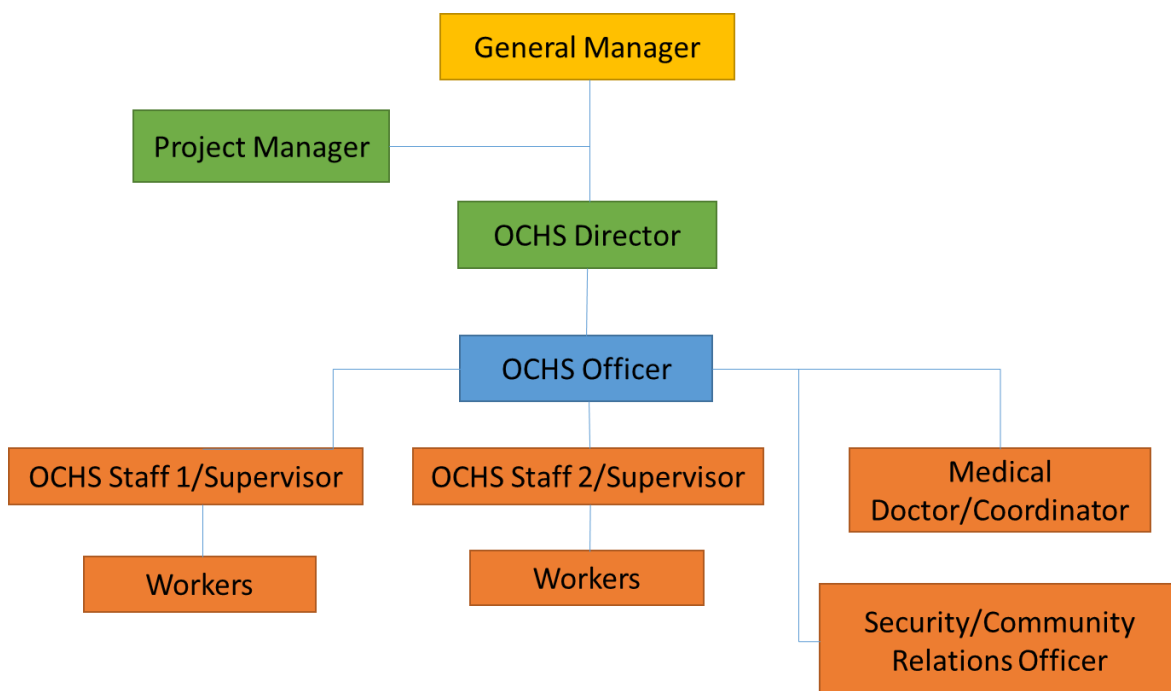 General Manager
Project Manager
OCHS Director
OCHS Officer
OCHS Staff 1/Supervisor
OCHS Staff 2/Supervisor
Medical
Doctor/Coordinator
Workers
Workers
Security/Community
Relations Officer